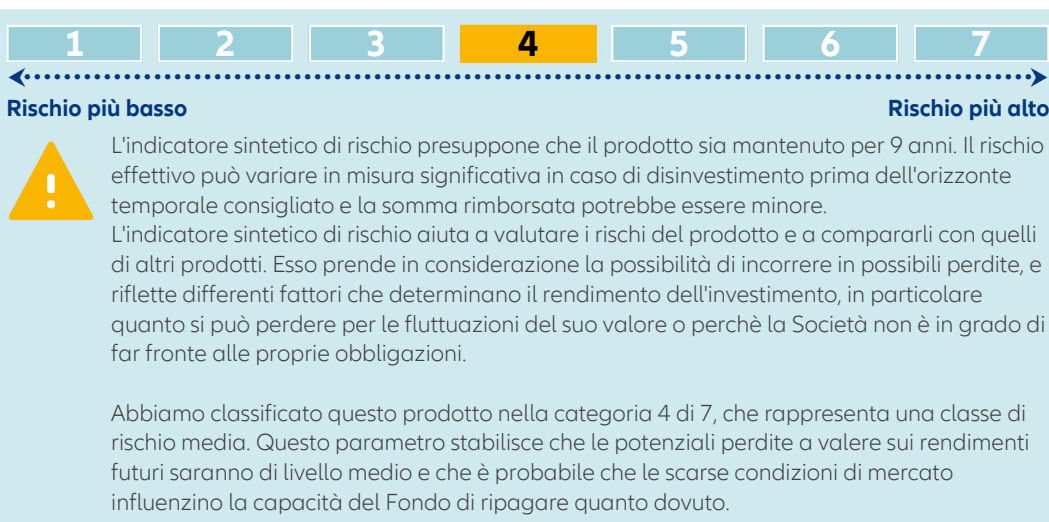 1 2 3 4 5 6 7
Rischio più basso Rischio più alto
L'indicatore sintetico di rischio presuppone che il prodotto sia mantenuto per 9 anni. Il rischio
effettivo può variare in misura significativa in caso di disinvestimento prima dell'orizzonte
temporale consigliato e la somma rimborsata potrebbe essere minore.
L'indicatore sintetico di rischio aiuta a valutare i rischi del prodotto e a compararli con quelli
di altri prodotti. Esso prende in considerazione la possibilità di incorrere in possibili perdite, e
riflette differenti fattori che determinano il rendimento dell'investimento, in particolare
quanto si può perdere per le fluttuazioni del suo valore o perchè la Società non è in grado di
far fronte alle proprie obbligazioni.
Abbiamo classificato questo prodotto nella categoria 4 di 7, che rappresenta una classe di
rischio media. Questo parametro stabilisce che le potenziali perdite a valere sui rendimenti
futuri saranno di livello medio e che è probabile che le scarse condizioni di mercato
influenzino la capacità del Fondo di ripagare quanto dovuto.